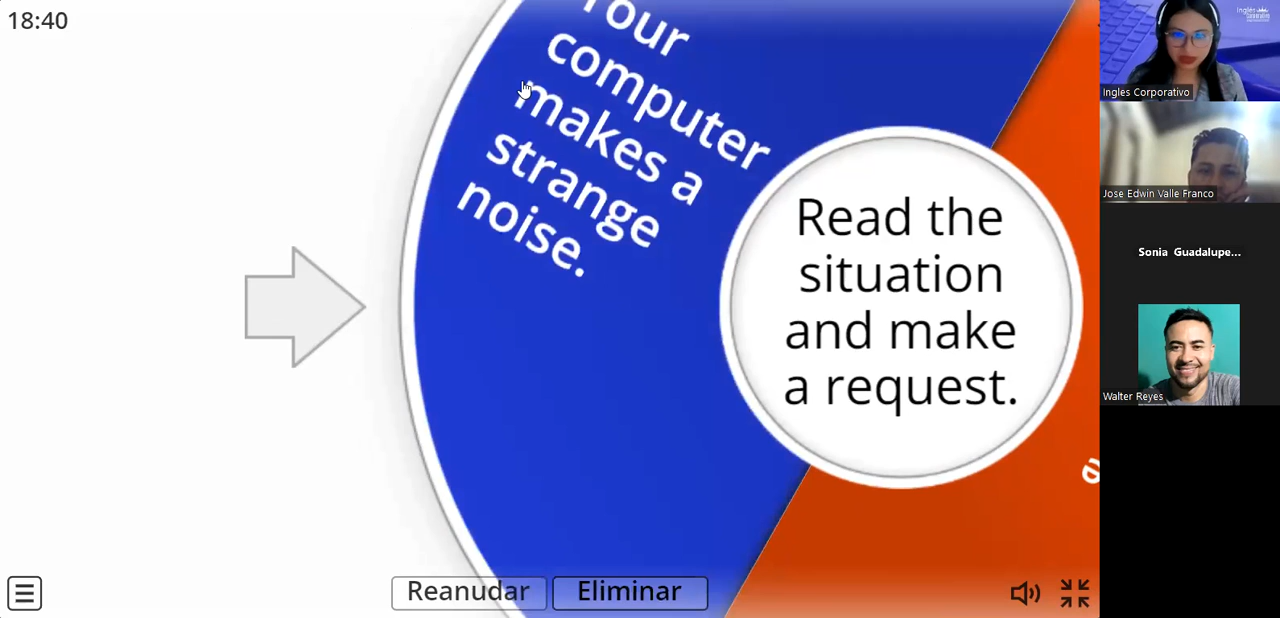 18:40
Your
computer
makes a
strange
noise.
Read the
situation
and make
a request.
Reanudar
Eliminar
Ingles Corporativo
Jose Edwin Valle Franco
Sonia Guadalupe...
Walter Reyes